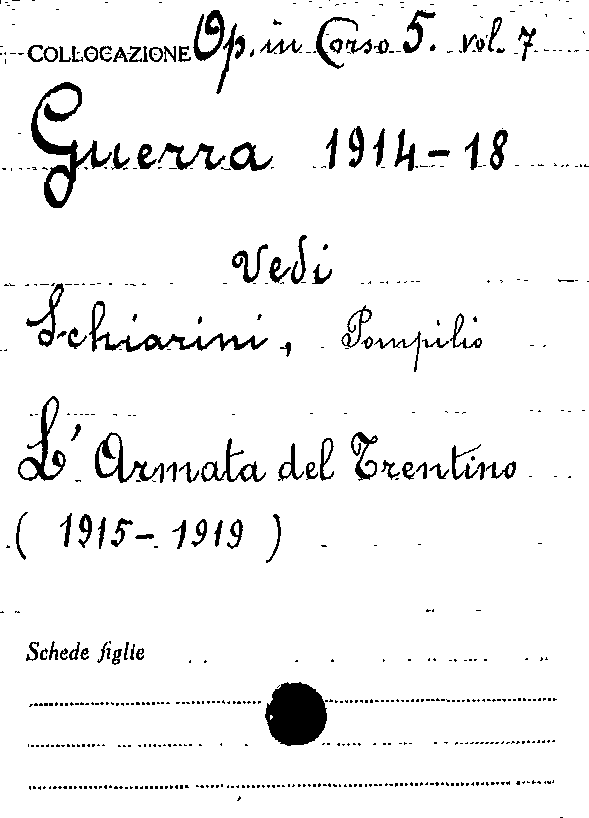 COLLOCAZIONE Op. in Corso 5. vol. 7
Guerra 1914-18
Vedi
Schiarini, Pompilio
L'Armata del Trentino
(1915-1919)
Schede figlie